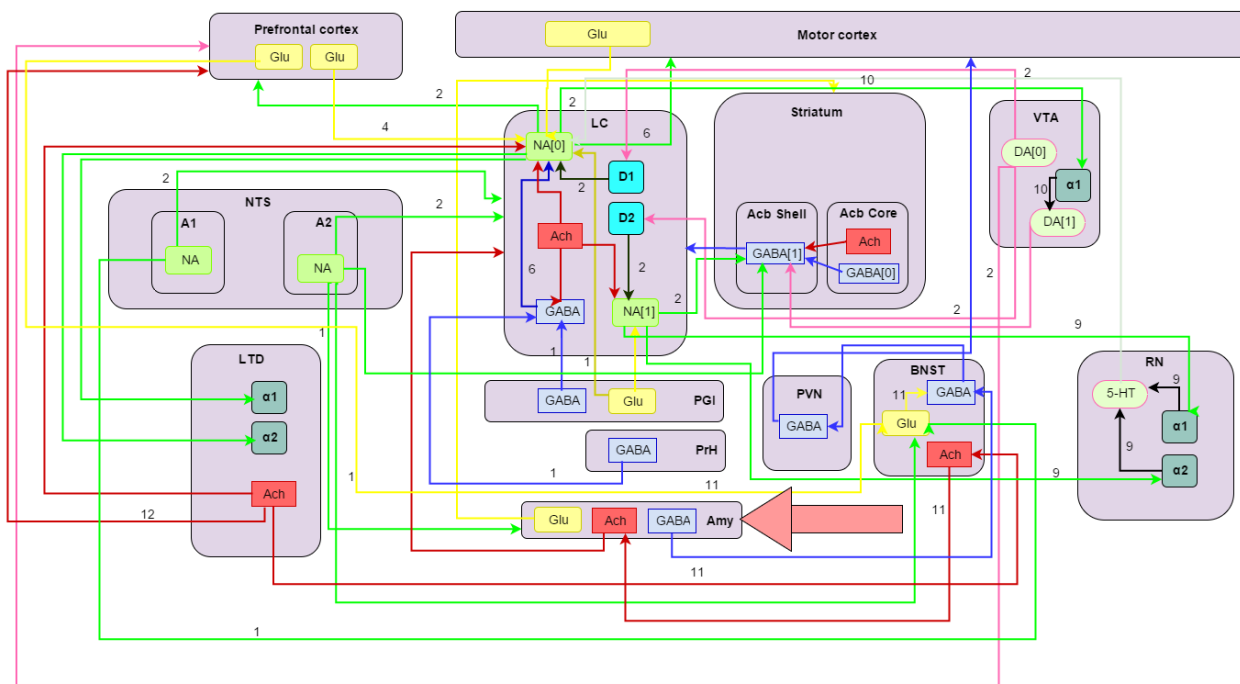 Prefrontal cortex
Glu
Glu
Glu
Motor cortex
2
2
10
2
4
LC
NA[0]
6
Striatum
VTA
DA[0]
D1
2
α1
10
DA[1]
2
NTS
2
A1
A2
NA
NA
D2
Ach
Acb Shell
Acb Core
GABA[1]
Ach
GABA[0]
6
2
GABA
NA[1]
2
2
2
9
1
1
1
LTD
α1
α2
Ach
12
GABA
Glu
PGI
GABA
PrH
1
1
PVN
GABA
BNST
11
GABA
Glu
Ach
11
11
RN
5-HT
9
α1
9
α2
9
Glu
Ach
GABA
Amy
11
1